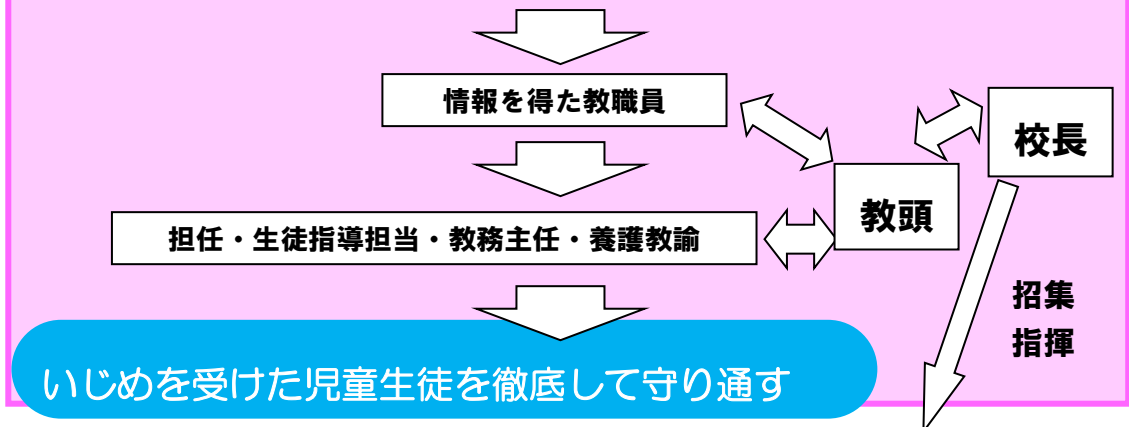 情報を得た教職員
校長
教頭
担任・生徒指導担当・教務主任・養護教諭
招集
指揮
いじめを受けた児童生徒を徹底して守り通す